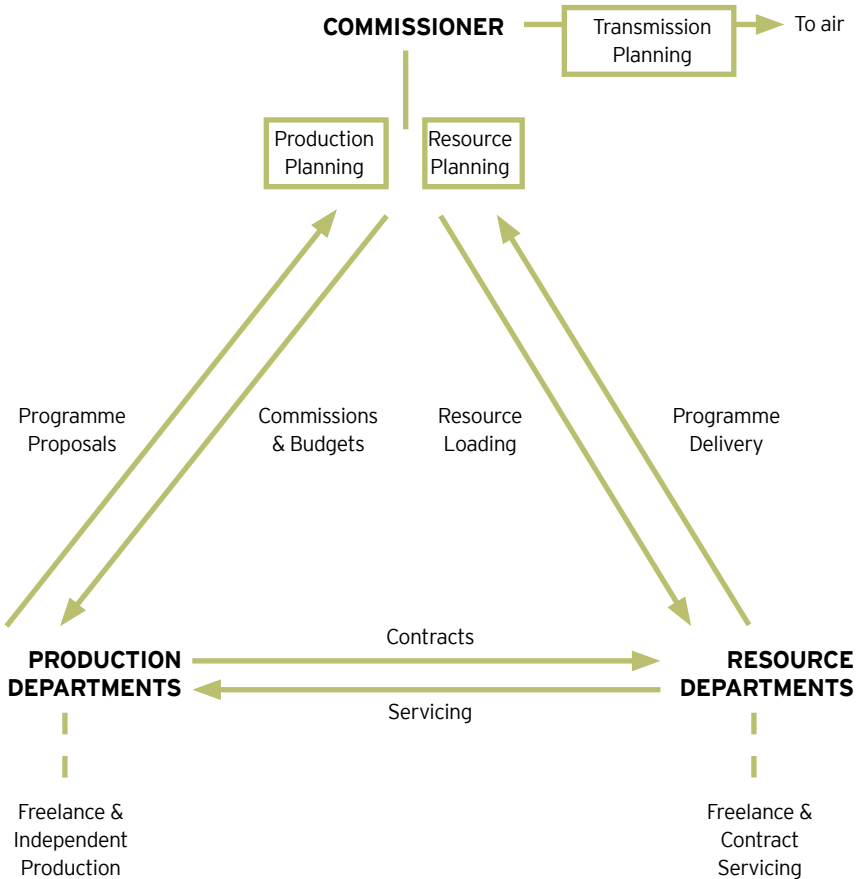 COMMISSIONER
Transmission
Planning
To air
Production
Planning
Resource
Planning
Programme
Proposals
Commissions
& Budgets
Resource
Loading
Programme
Delivery
Contracts
PRODUCTION
DEPARTMENTS
RESOURCE
DEPARTMENTS
Servicing
Freelance &
Independent
Production
Freelance &
Contract
Servicing